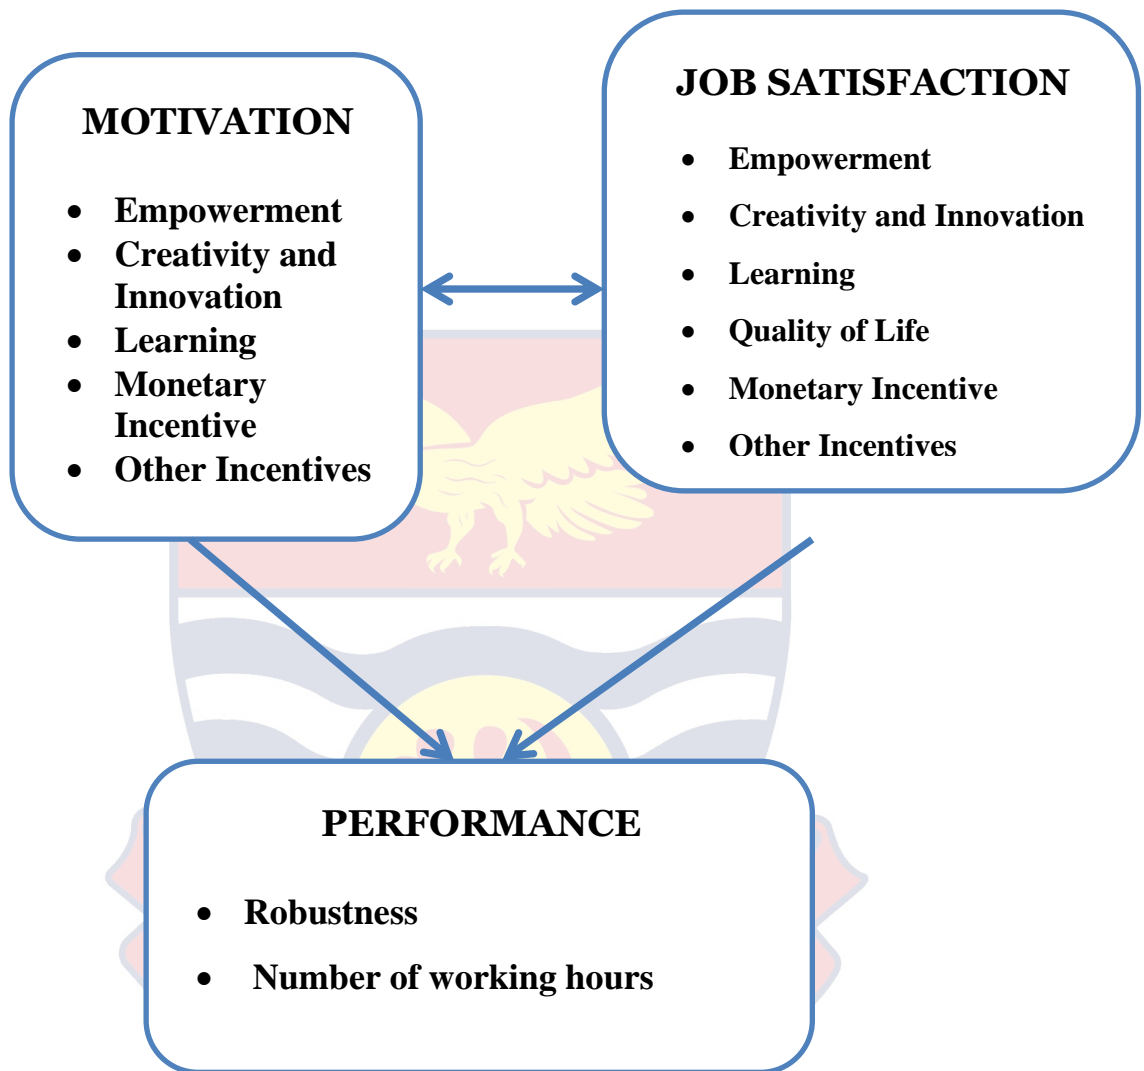 MOTIVATION
• Empowerment
• Creativity and
Innovation
• Learning
• Monetary
Incentive
• Other Incentives
JOB SATISFACTION
• Empowerment
• Creativity and Innovation
• Learning
• Quality of Life
• Monetary Incentive
• Other Incentives
PERFORMANCE
• Robustness
• Number of working hours